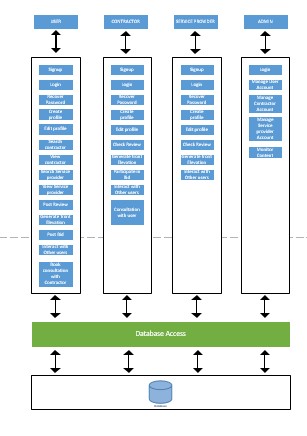 USER
CONTRACTOR
SERVICE PROVIDER
ADMIN
Signup
Login
Recover
Password
Create
profile
Edit profile
Search
contractor
View
contractor
Search Service
provider
View Service
provider
Post Review
Generate Front
Elevation
Post Bid
Interact with
Other users
Book
consultation
with
Contractor
Signup
Login
Recover
Password
Create
profile
Edit profile
Check Review
Generate Front
Elevation
Participate in
Bid
Interact with
Other users
Consultation
with user
Signup
Login
Recover
Password
Create
profile
Edit profile
Check Review
Generate Front
Elevation
Interact with
Other users
Login
Manage User
Account
Manage
Contractor
Account
Manage
Service
provider
Account
Monitor
Content
Database Access
Database